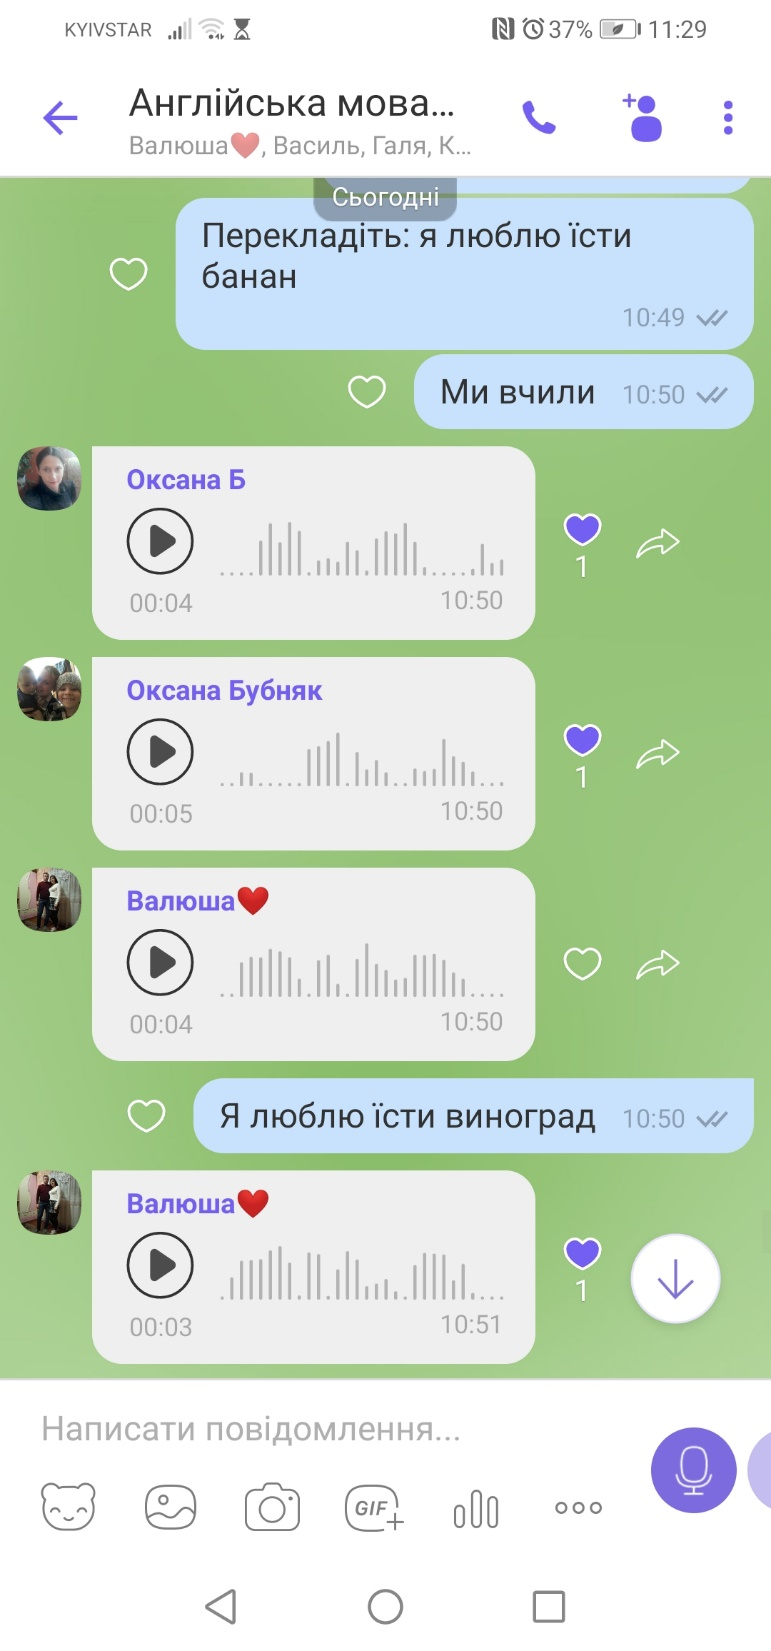 KYIVSTAR 37% 11:29
Англійська мова...
Валюша❤️, Василь, Галя, К...
Сьогодні
Перекладіть: я люблю їсти
банан
10:49
Ми вчили 10:50
Оксана Б
1
00:04 10:50
Оксана Бубняк
1
00:05 10:50
Валюша❤️
00:04 10:50
Я люблю їсти виноград 10:50
Валюша❤️
1
00:03 10:51
Написати повідомлення...
GIF